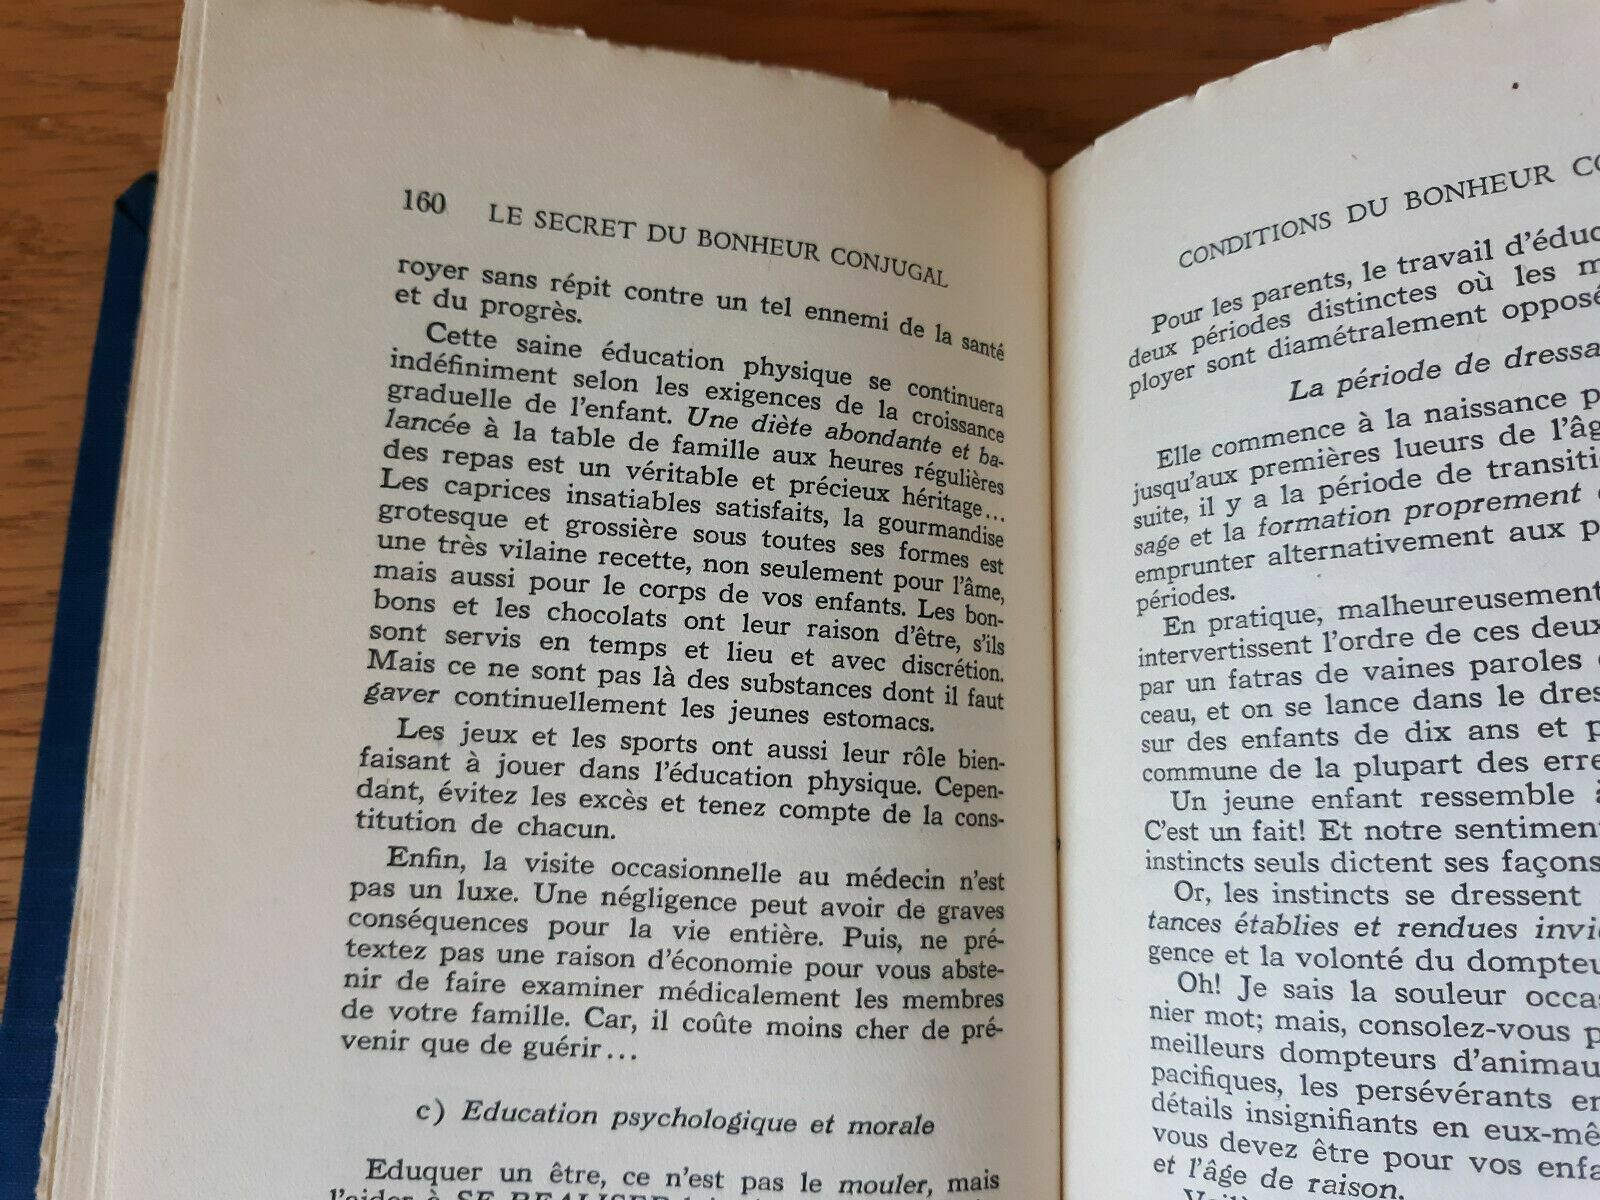 160 LE SECRET DU BONHEUR CONJUGAL
royer sans répit contre un tel ennemi de la santé
et du progrès.
Cette saine éducation physique se continuera
indéfiniment selon les exigences de la croissance
graduelle de l'enfant. Une diète abondante et ba-
lancée à la table de famille aux heures régulières
des repas est un véritable et précieux héritage...
Les caprices insatiables satisfaits, la gourmandise
grotesque et grossière sous toutes ses formes est
une très vilaine recette, non seulement pour l'âme,
mais aussi pour le corps de vos enfants. Les bon-
bons et les chocolats ont leur raison d'être, s'ils
sont servis en temps et lieu et avec discrétion.
Mais ce ne sont pas là des substances dont il faut
gaver continuellement les jeunes estomacs.
Les jeux et les sports ont aussi leur rôle bien-
faisant à jouer dans l'éducation physique. Cepen-
dant, évitez les excès et tenez compte de la cons-
titution de chacun.
Enfin, la visite occasionnelle au médecin n'est
pas un luxe. Une négligence peut avoir de graves
conséquences pour la vie entière. Puis, ne pré-
textez pas une raison d'économie pour vous abste-
nir de faire examiner médicalement les membres
de votre famille. Car, il coûte moins cher de pré-
venir que de guérir...
c) Education psychologique et morale
Eduquer un être, ce n'est pas le mouler, mais
l'aider à SE REALISER
CONDITIONS DU BONHEUR CO
Pour les parents, le travail d'éduc
deux périodes distinctes où les m
ployer sont diamétralement opposé
La période de dressa
Elle commence à la naissance p
jusqu'aux premières lueurs de l'âg
suite, il y a la période de transiti
sage et la formation proprement
emprunter alternativement aux p
périodes.
En pratique, malheureusement
intervertissent l'ordre de ces deux
par un fatras de vaines paroles
ceau, et on se lance dans le dres
sur des enfants de dix ans et p
commune de la plupart des erre
Un jeune enfant ressemble à
C'est un fait! Et notre sentiment
instincts seuls dictent ses façons
Or, les instincts se dressent
tances établies et rendues invi
gence et la volonté du dompteu
Oh! Je sais la souleur occas
nier mot; mais, consolez-vous p
meilleurs dompteurs d'animau
pacifiques, les persévérants en
détails insignifiants en eux-mê
vous devez être pour vos enfa
et l'âge de raison.